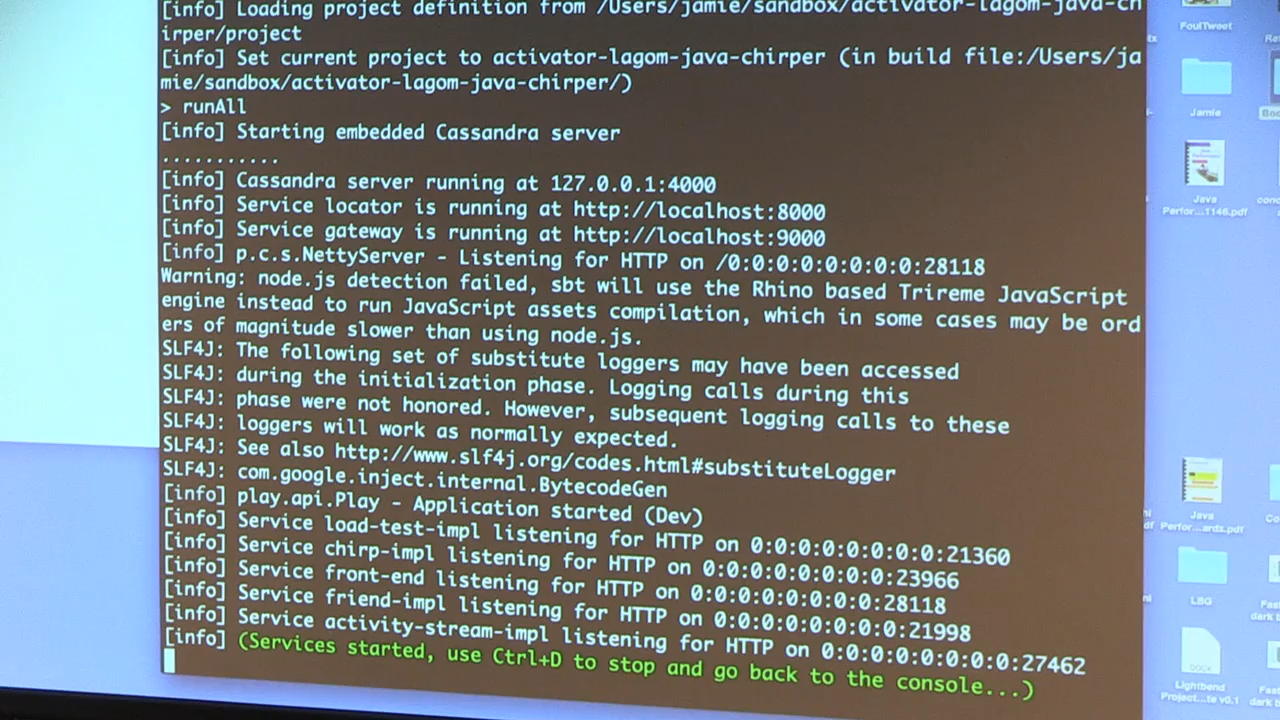 [info] Loading project definition from /Users/jamie/sandbox/activator-lagom-java-ch
irper/project
[info] Set current project to activator-lagom-java-chirper (in build file:/Users/ja
mie/sandbox/activator-lagom-java-chirper/)
> runAll
[info] Starting embedded Cassandra server
...........
[info] Cassandra server running at 127.0.0.1:4000
[info] Service locator is running at http://localhost:8000
[info] Service gateway is running at http://localhost:9000
[info] p.c.s.NettyServer - Listening for HTTP on /0:0:0:0:0:0:0:0:28118
Warning: node.js detection failed, sbt will use the Rhino based Trireme JavaScript
engine instead to run JavaScript assets compilation, which in some cases may be ord
ers of magnitude slower than using node.js.
SLF4J: The following set of substitute loggers may have been accessed
SLF4J: during the initialization phase. Logging calls during this
SLF4J: phase were not honored. However, subsequent logging calls to these
SLF4J: loggers will work as normally expected.
SLF4J: See also http://www.slf4j.org/codes.html#substituteLogger
SLF4J: com.google.inject.internal.BytecodeGen
[info] play.api.Play - Application started (Dev)
[info] Service load-test-impl listening for HTTP on 0:0:0:0:0:0:0:0:21360
[info] Service chirp-impl listening for HTTP on 0:0:0:0:0:0:0:0:23966
[info] Service front-end listening for HTTP on 0:0:0:0:0:0:0:0:28118
[info] Service friend-impl listening for HTTP on 0:0:0:0:0:0:0:0:21998
[info] Service activity-stream-impl listening for HTTP on 0:0:0:0:0:0:0:0:27462
[info] (Services started, use Ctrl+D to stop and go back to the console...)
FoulTweet
Jamie
Java
Perfor...1146.pdf
Java
Perfor...ards.pdf
LBG
DOCX
Lightbend
Project...te v0.1